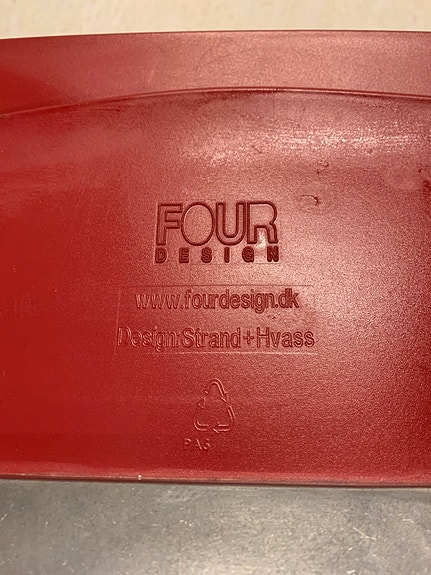 FOUR
DESIGN
www.fourdesign.dk
Design:Strand+Hvass
PA6